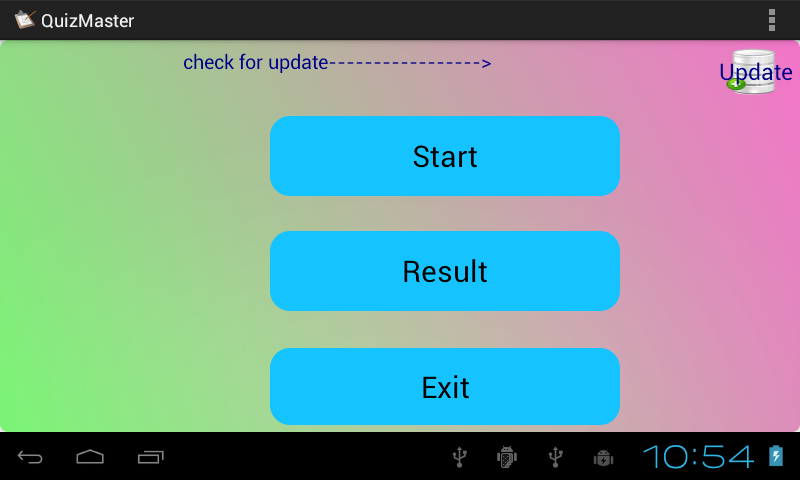 QuizMaster
check for update----------------->
Update
Start
Result
Exit
10:54